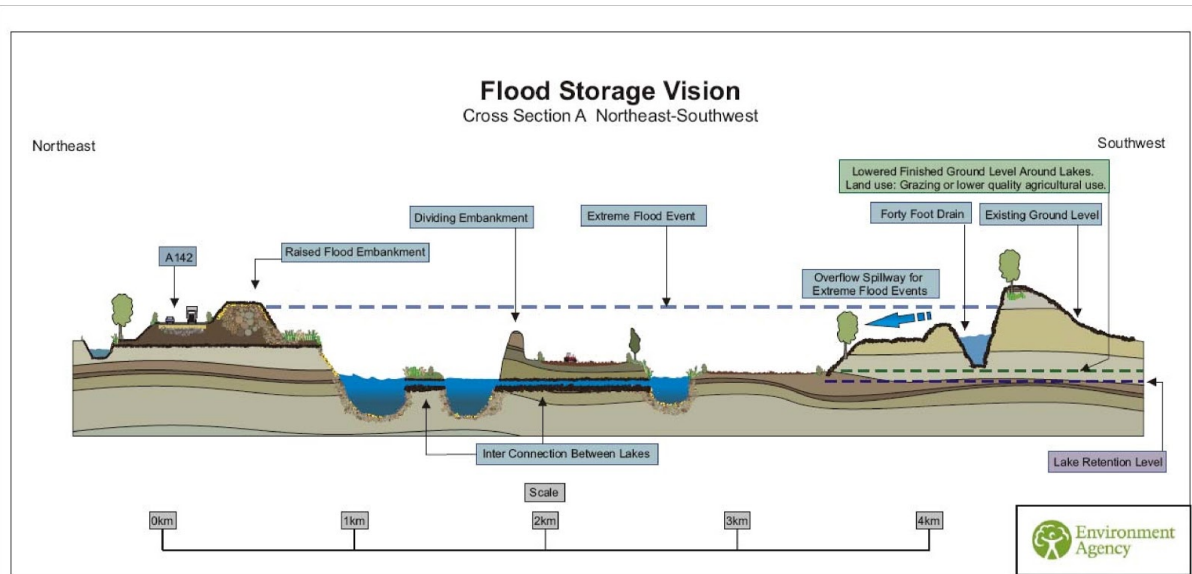 Flood Storage Vision
Cross Section A Northeast-Southwest
Northeast
Southwest
Lowered Finished Ground Level Around Lakes.
Land use: Grazing or lower quality agricultural use.
Dividing Embankment
Extreme Flood Event
Forty Foot Drain
Existing Ground Level
A142
Raised Flood Embankment
Overflow Spillway for
Extreme Flood Events
Inter Connection Between Lakes
Lake Retention Level
Scale
0km
1km
2km
3km
4km
Environment
Agency